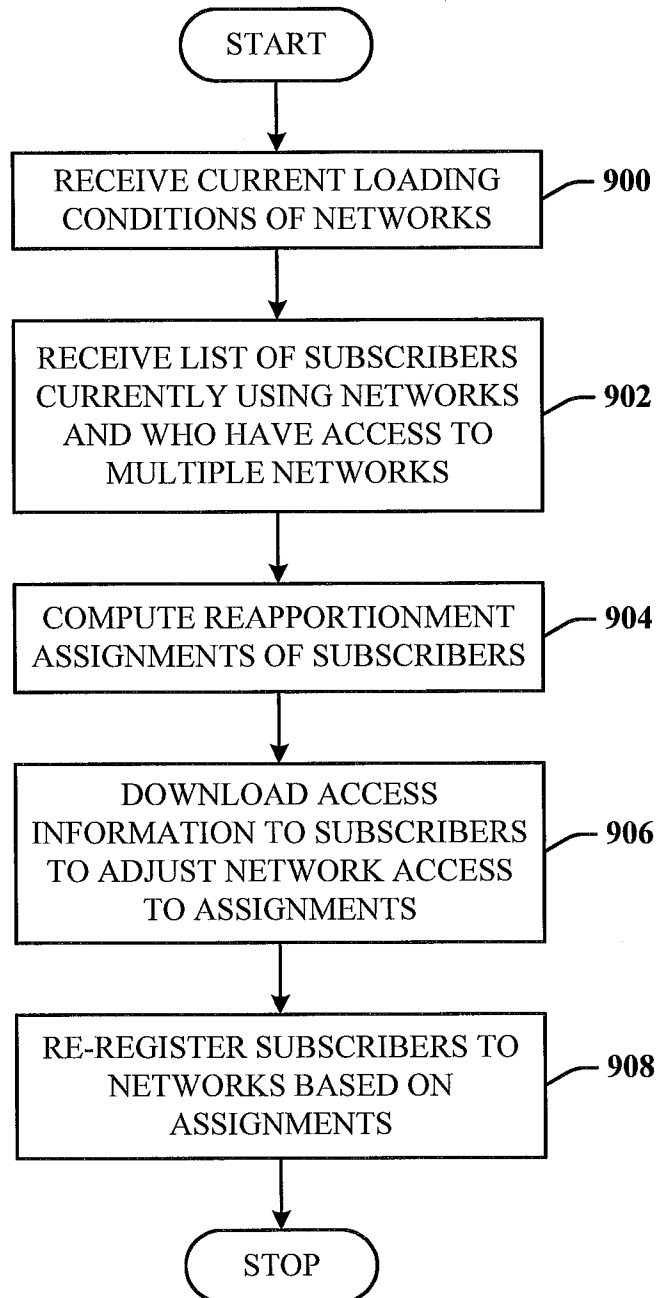 START
RECEIVE CURRENT LOADING
CONDITIONS OF NETWORKS
900
RECEIVE LIST OF SUBSCRIBERS
CURRENTLY USING NETWORKS
AND WHO HAVE ACCESS TO
MULTIPLE NETWORKS
902
COMPUTE REAPPORTIONMENT
ASSIGNMENTS OF SUBSCRIBERS
904
DOWNLOAD ACCESS
INFORMATION TO SUBSCRIBERS
TO ADJUST NETWORK ACCESS
TO ASSIGNMENTS
906
RE-REGISTER SUBSCRIBERS TO
NETWORKS BASED ON
ASSIGNMENTS
908
STOP